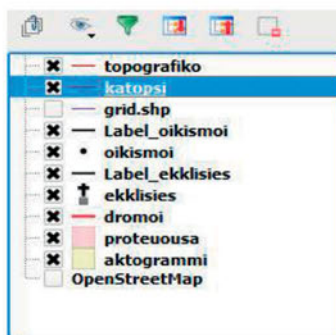 topografiko
katopsi
grid.shp
Label_oikismoi
oikismoi
Label_ekklisies
ekklisies
dromoi
proteuousa
aktogrammi
OpenStreetMap